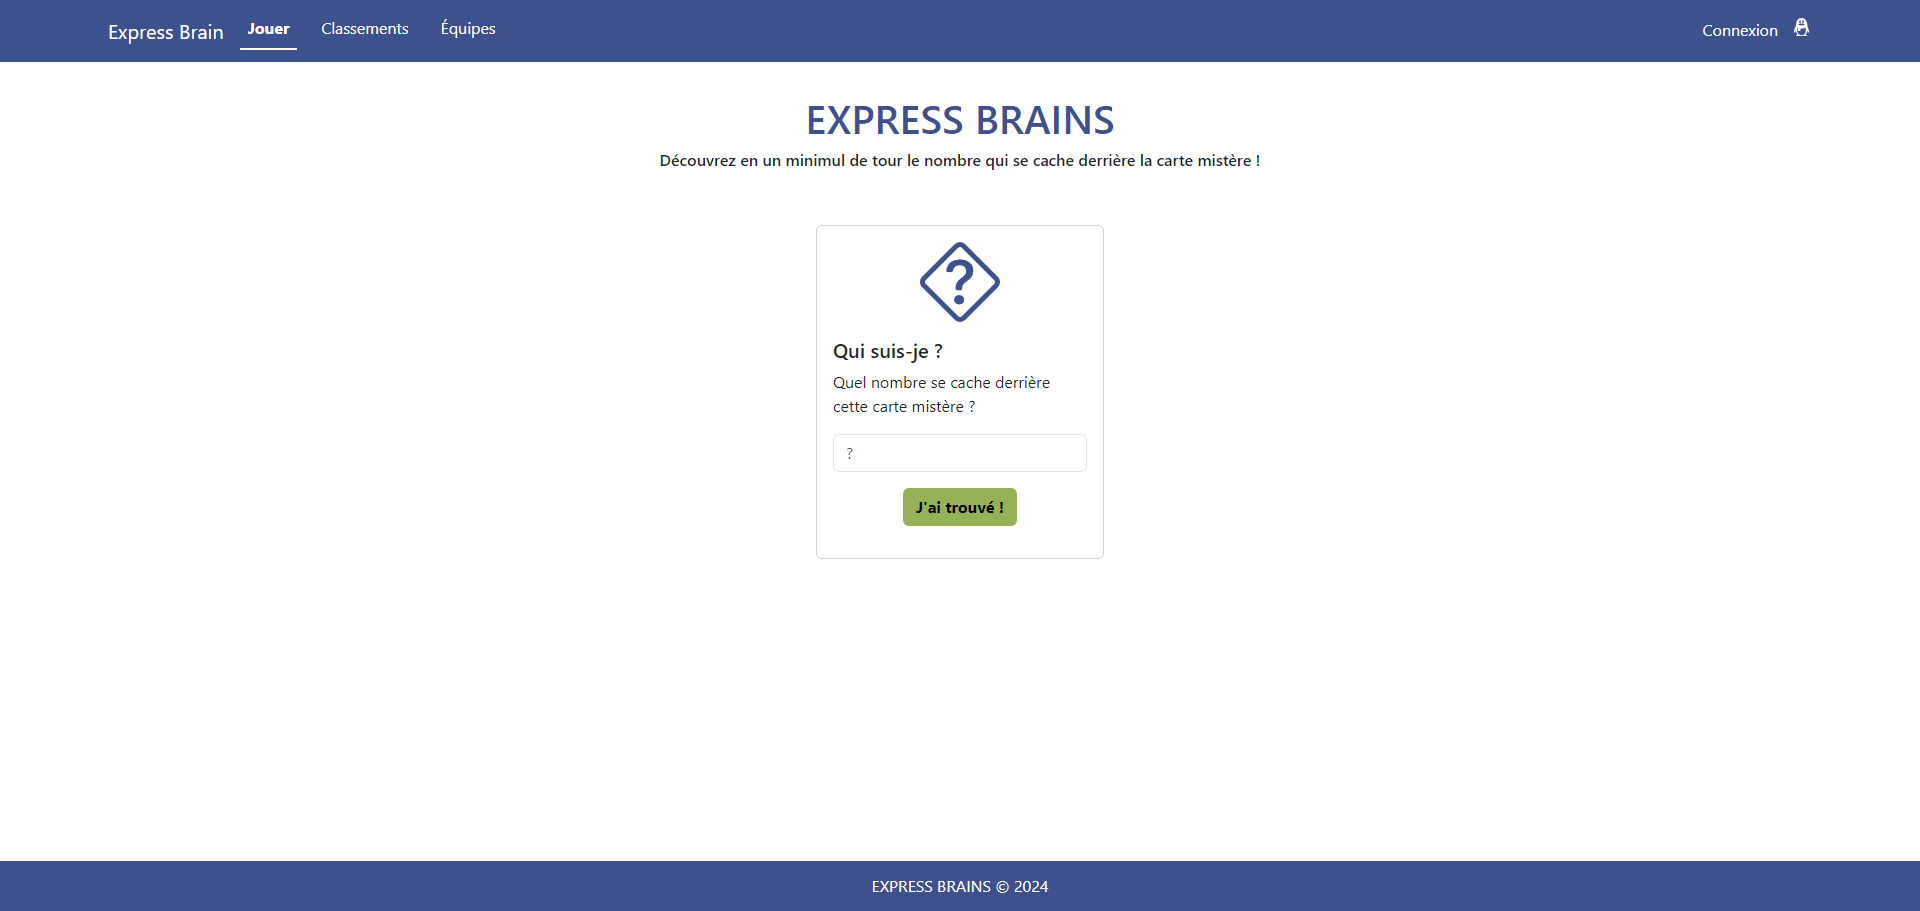 Express Brain Jouer Classements Équipes Connexion
EXPRESS BRAINS
Découvrez en un minimul de tour le nombre qui se cache derrière la carte mistère !
?
Qui suis-je ?
Quel nombre se cache derrière
cette carte mistère ?
?
J'ai trouvé !
EXPRESS BRAINS © 2024